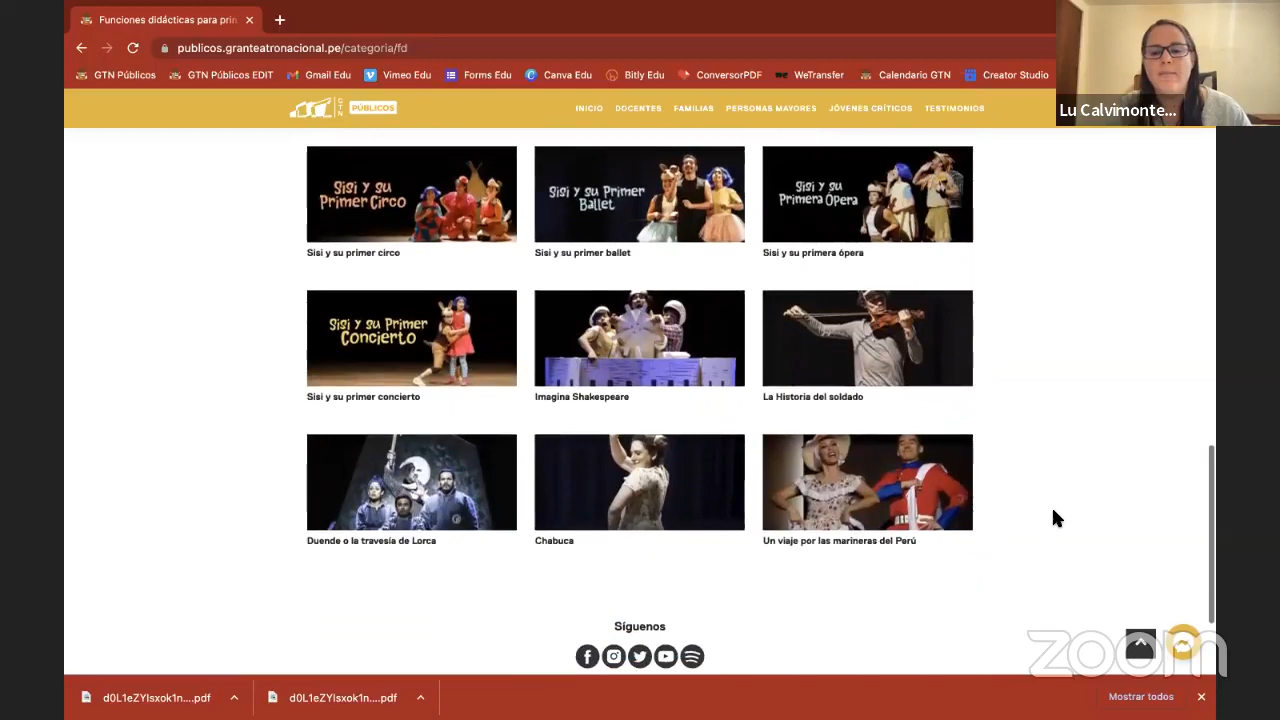 Funciones didácticas para prin
publicos.granteatronacional.pe/categoria/fd
GTN Públicos
GTN Públicos EDIT
Gmail Edu
Vimeo Edu
Forms Edu
Canva Edu
Bitly Edu
ConversorPDF
WeTransfer
Calendario GTN
Creator Studio
Lu Calvimonte...
GTN
PÚBLICOS
INICIO
DOCENTES
FAMILIAS
PERSONAS MAYORES
JÓVENES CRÍTICOS
TESTIMONIOS
Sisi y su
Primer Circo
Sisi y su Primer
Ballet
Sisi y su
Primera Ópera
Sisi y su primer circo
Sisi y su primer ballet
Sisi y su primera ópera
Sisi y su Primer
Concierto
Sisi y su primer concierto
Imagina Shakespeare
La Historia del soldado
Duende o la travesía de Lorca
Chabuca
Un viaje por las marineras del Perú
Síguenos
zoom
d0L1eZYlsxok1n....pdf
d0L1eZYlsxok1n....pdf
Mostrar todos